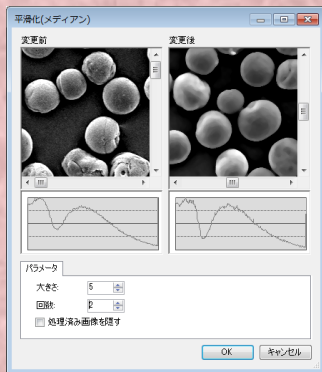 平滑化(メディアン)
変更前
変更後
パラメータ
大きさ: 5
回数: 2
処理済み画像を隠す
OK
キャンセル